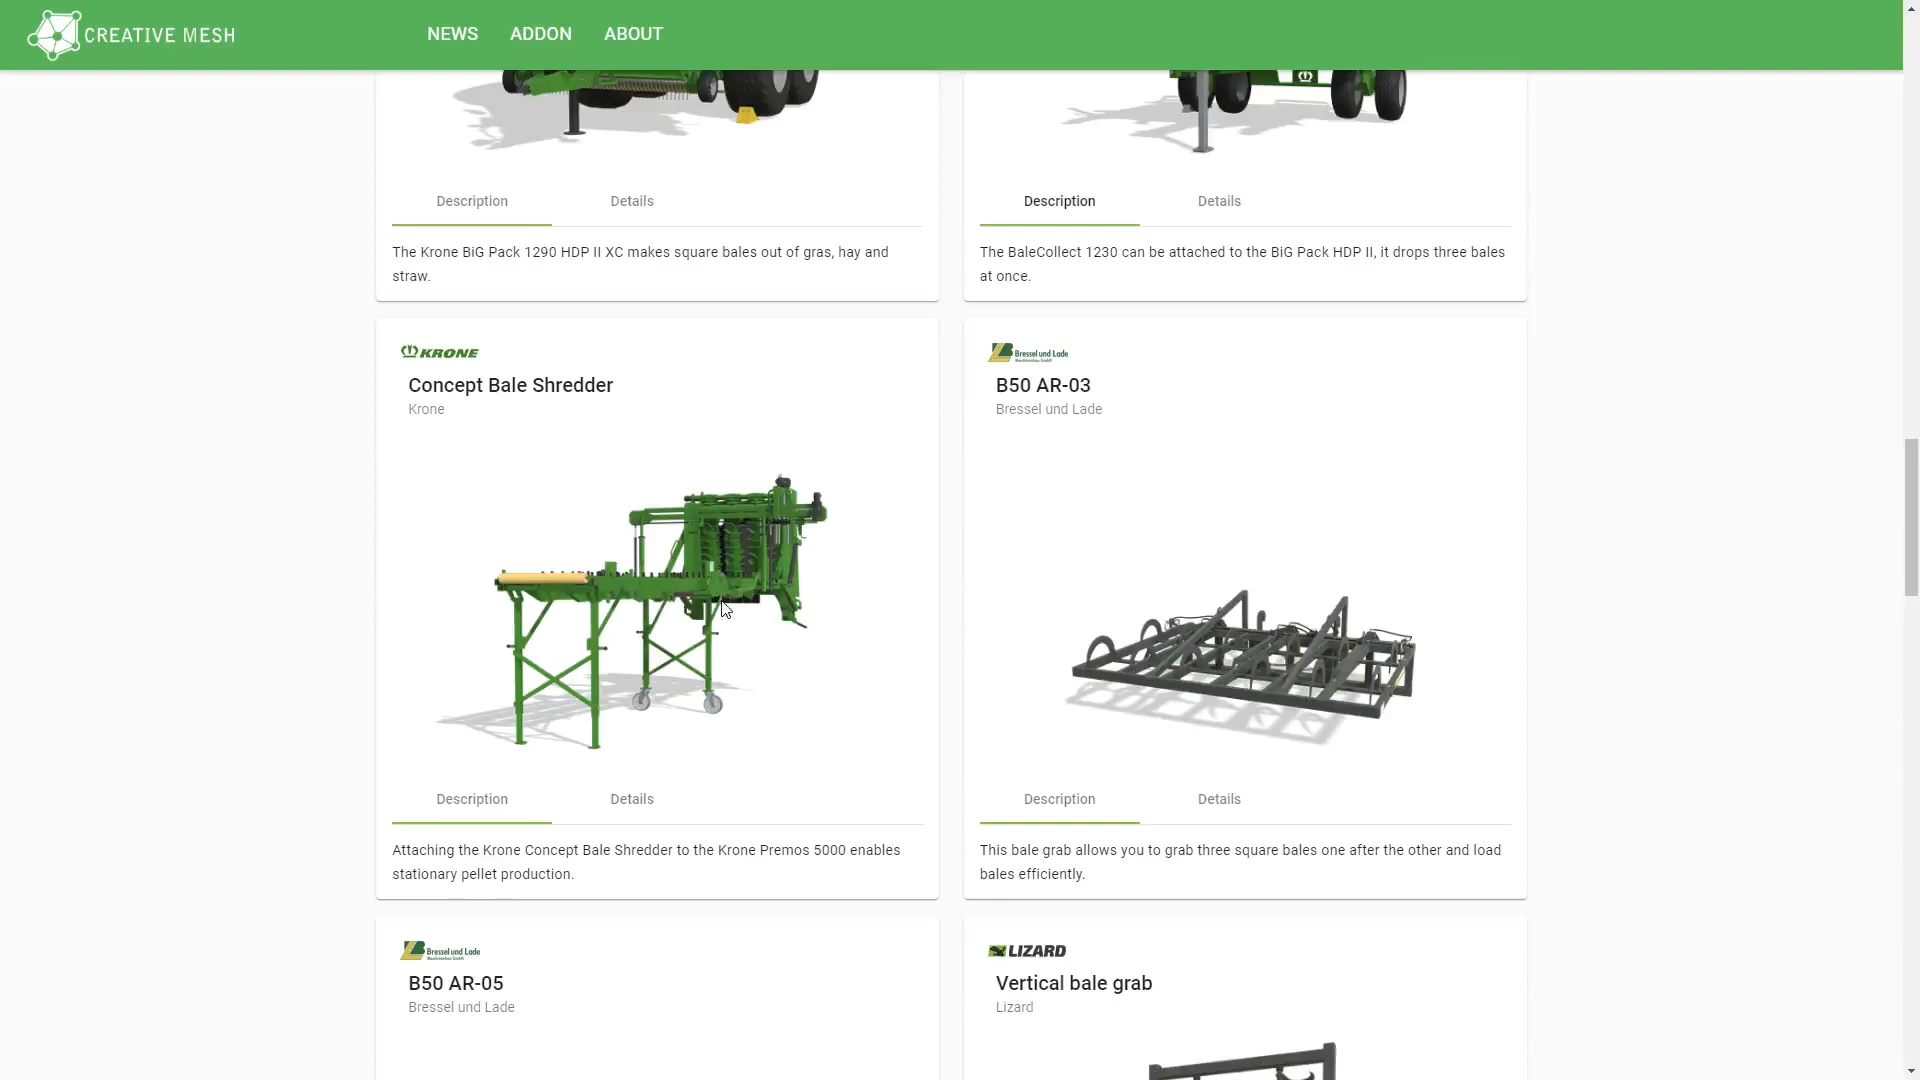 CREATIVE MESH
NEWS
ADDON
ABOUT
Description
Details
The Krone BiG Pack 1290 HDP II XC makes square bales out of gras, hay and
straw.
Description
Details
The BaleCollect 1230 can be attached to the BiG Pack HDP II, it drops three bales
at once.
KRONE
Concept Bale Shredder
Krone
Description
Details
Attaching the Krone Concept Bale Shredder to the Krone Premos 5000 enables
stationary pellet production.
Bressel und Lade
Maschinenbau GmbH
B50 AR-03
Bressel und Lade
Description
Details
This bale grab allows you to grab three square bales one after the other and load
bales efficiently.
Bressel und Lade
Maschinenbau GmbH
B50 AR-05
Bressel und Lade
LIZARD
Vertical bale grab
Lizard